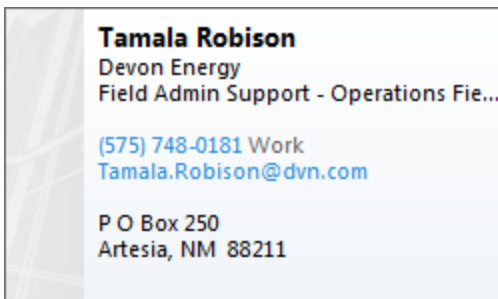 Tamala Robison
Devon Energy
Field Admin Support - Operations Fie...
(575) 748-0181 Work
Tamala.Robison@dvn.com
P O Box 250
Artesia, NM  88211